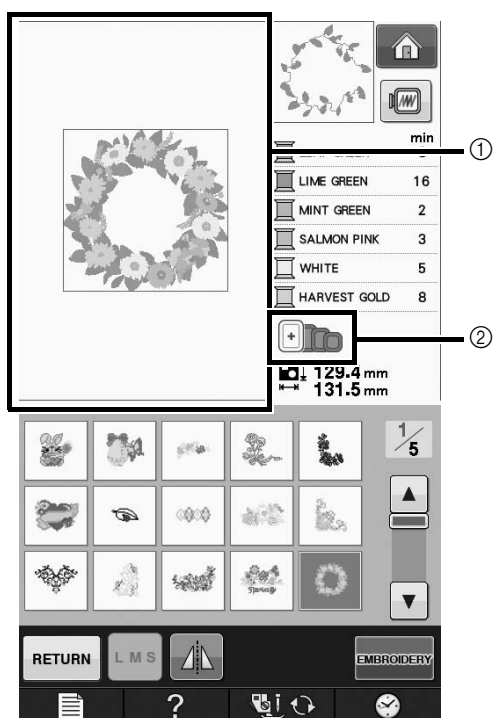 min
①
LIME GREEN 16
MINT GREEN 2
SALMON PINK 3
WHITE 5
HARVEST GOLD 8
②
129.4 mm
131.5 mm
1/5
RETURN
L M S
EMBROIDERY
?